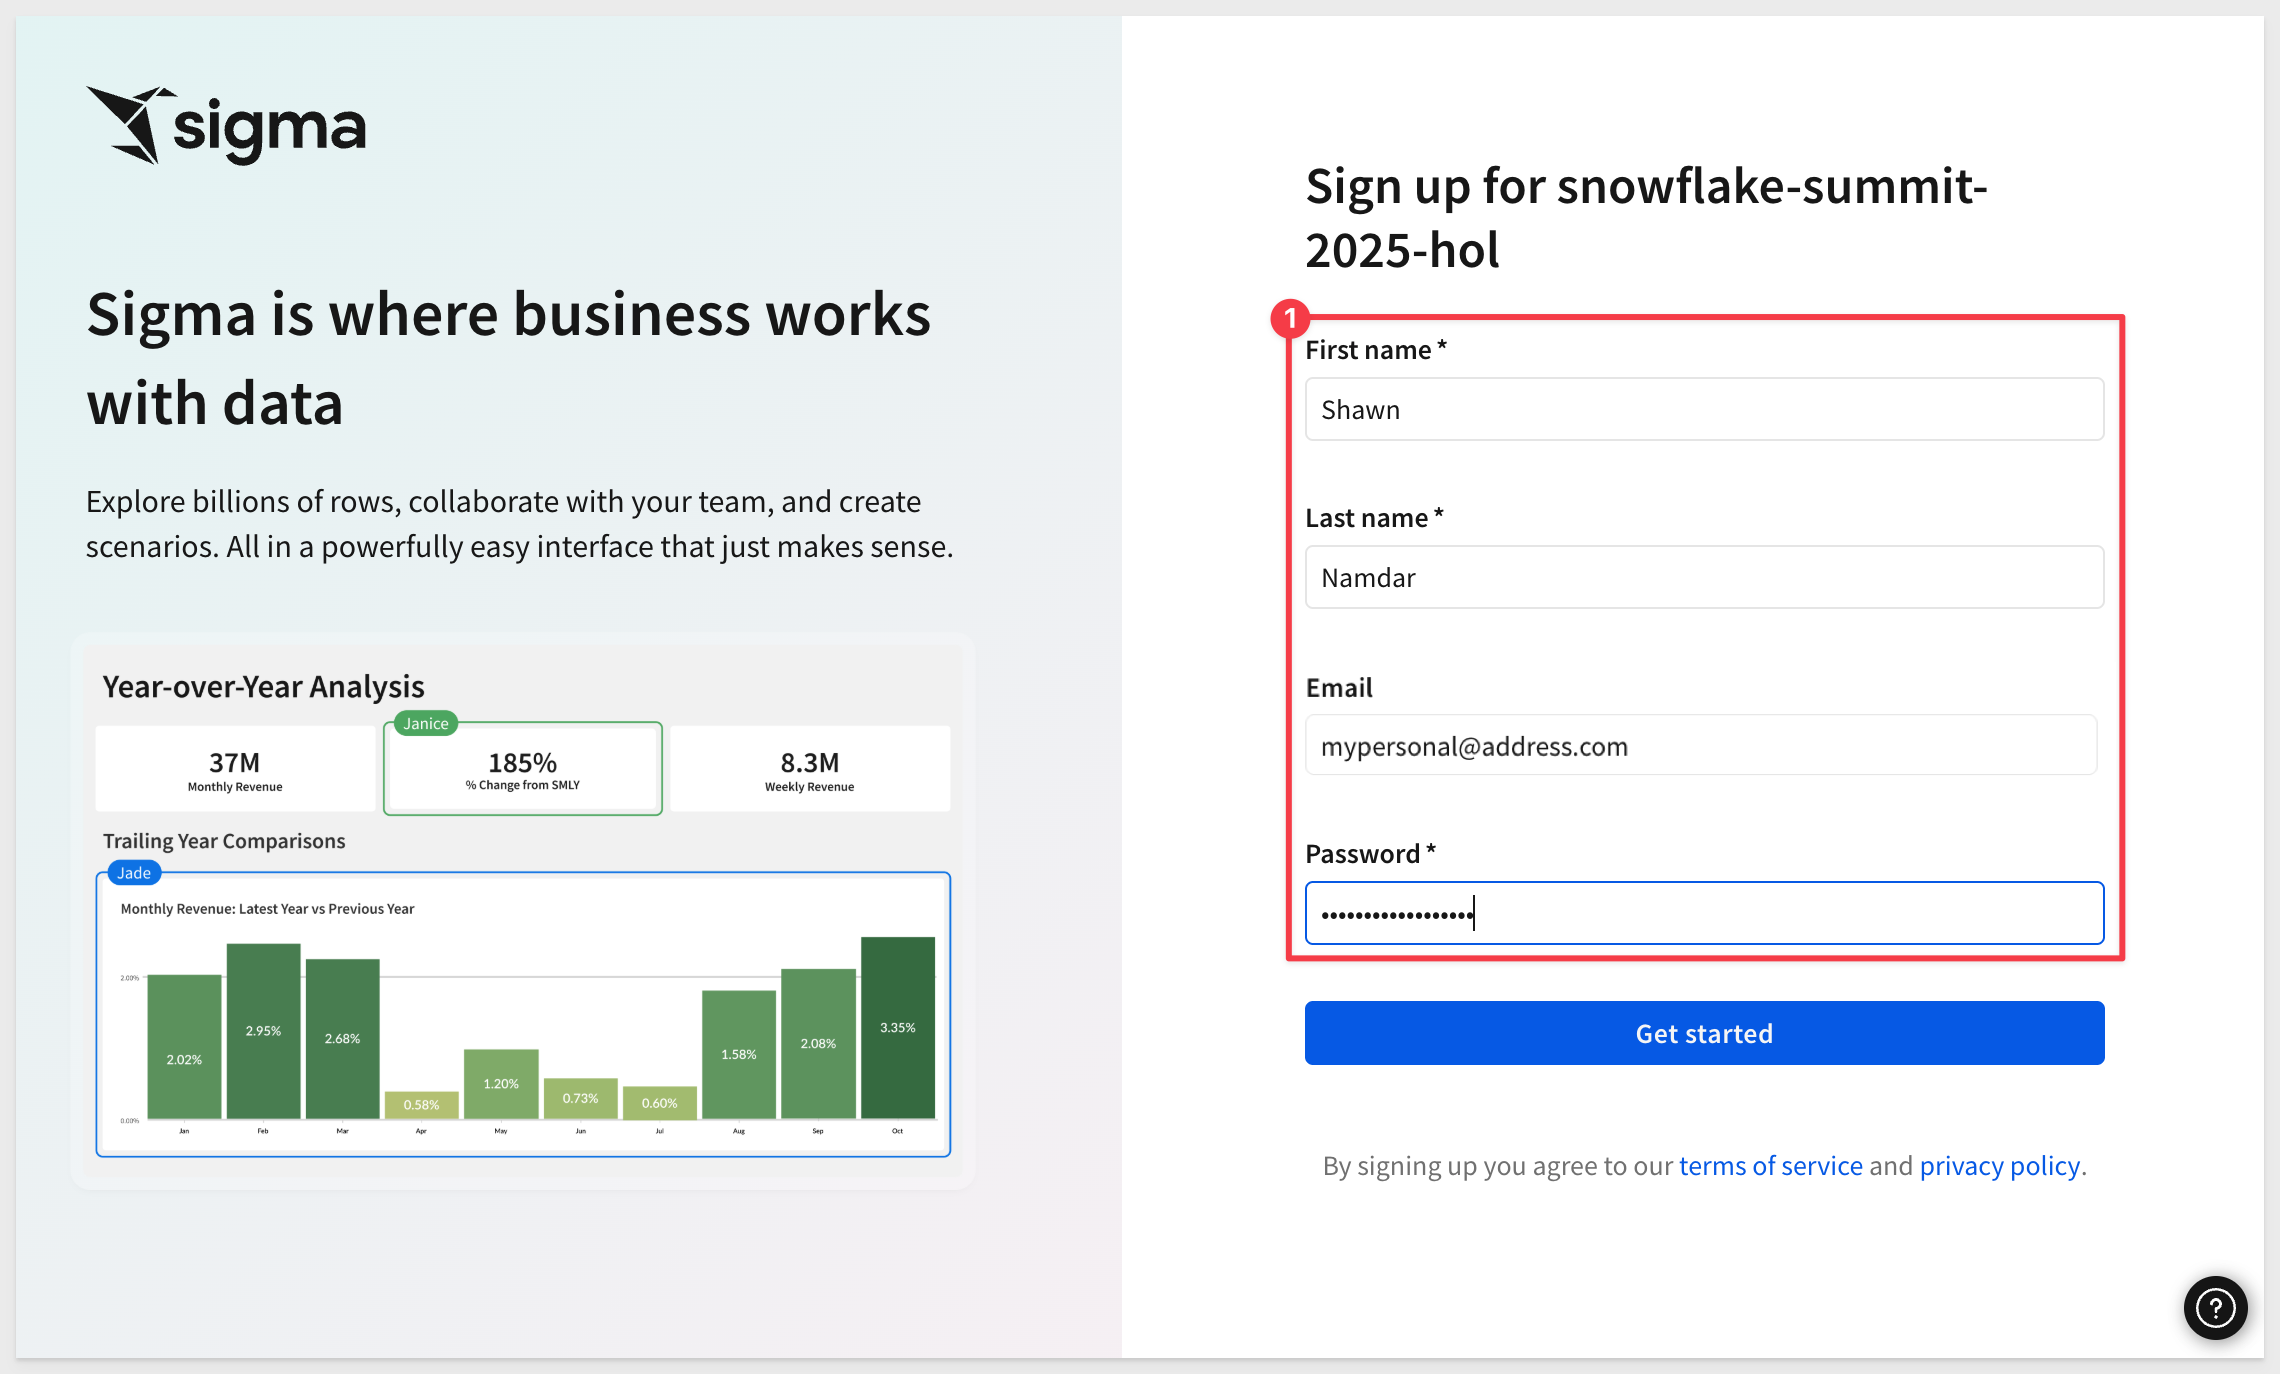 sigma
Sigma is where business works
with data
Explore billions of rows, collaborate with your team, and create
scenarios. All in a powerfully easy interface that just makes sense.
Year-over-Year Analysis
Janice
37M
Monthly Revenue
185%
% Change from SMLY
8.3M
Weekly Revenue
Trailing Year Comparisons
Jade
Monthly Revenue: Latest Year vs Previous Year
2.00%
0.00%
2.02%
2.95%
2.68%
0.58%
1.20%
0.73%
0.60%
1.58%
2.08%
3.35%
Jan Feb Mar Apr May Jun Jul Aug Sep Oct
Sign up for snowflake-summit-
2025-hol
1
First name *
Shawn
Last name *
Namdar
Email
mypersonal@address.com
Password *
••••••••••••••••••
Get started
By signing up you agree to our terms of service and privacy policy.
?